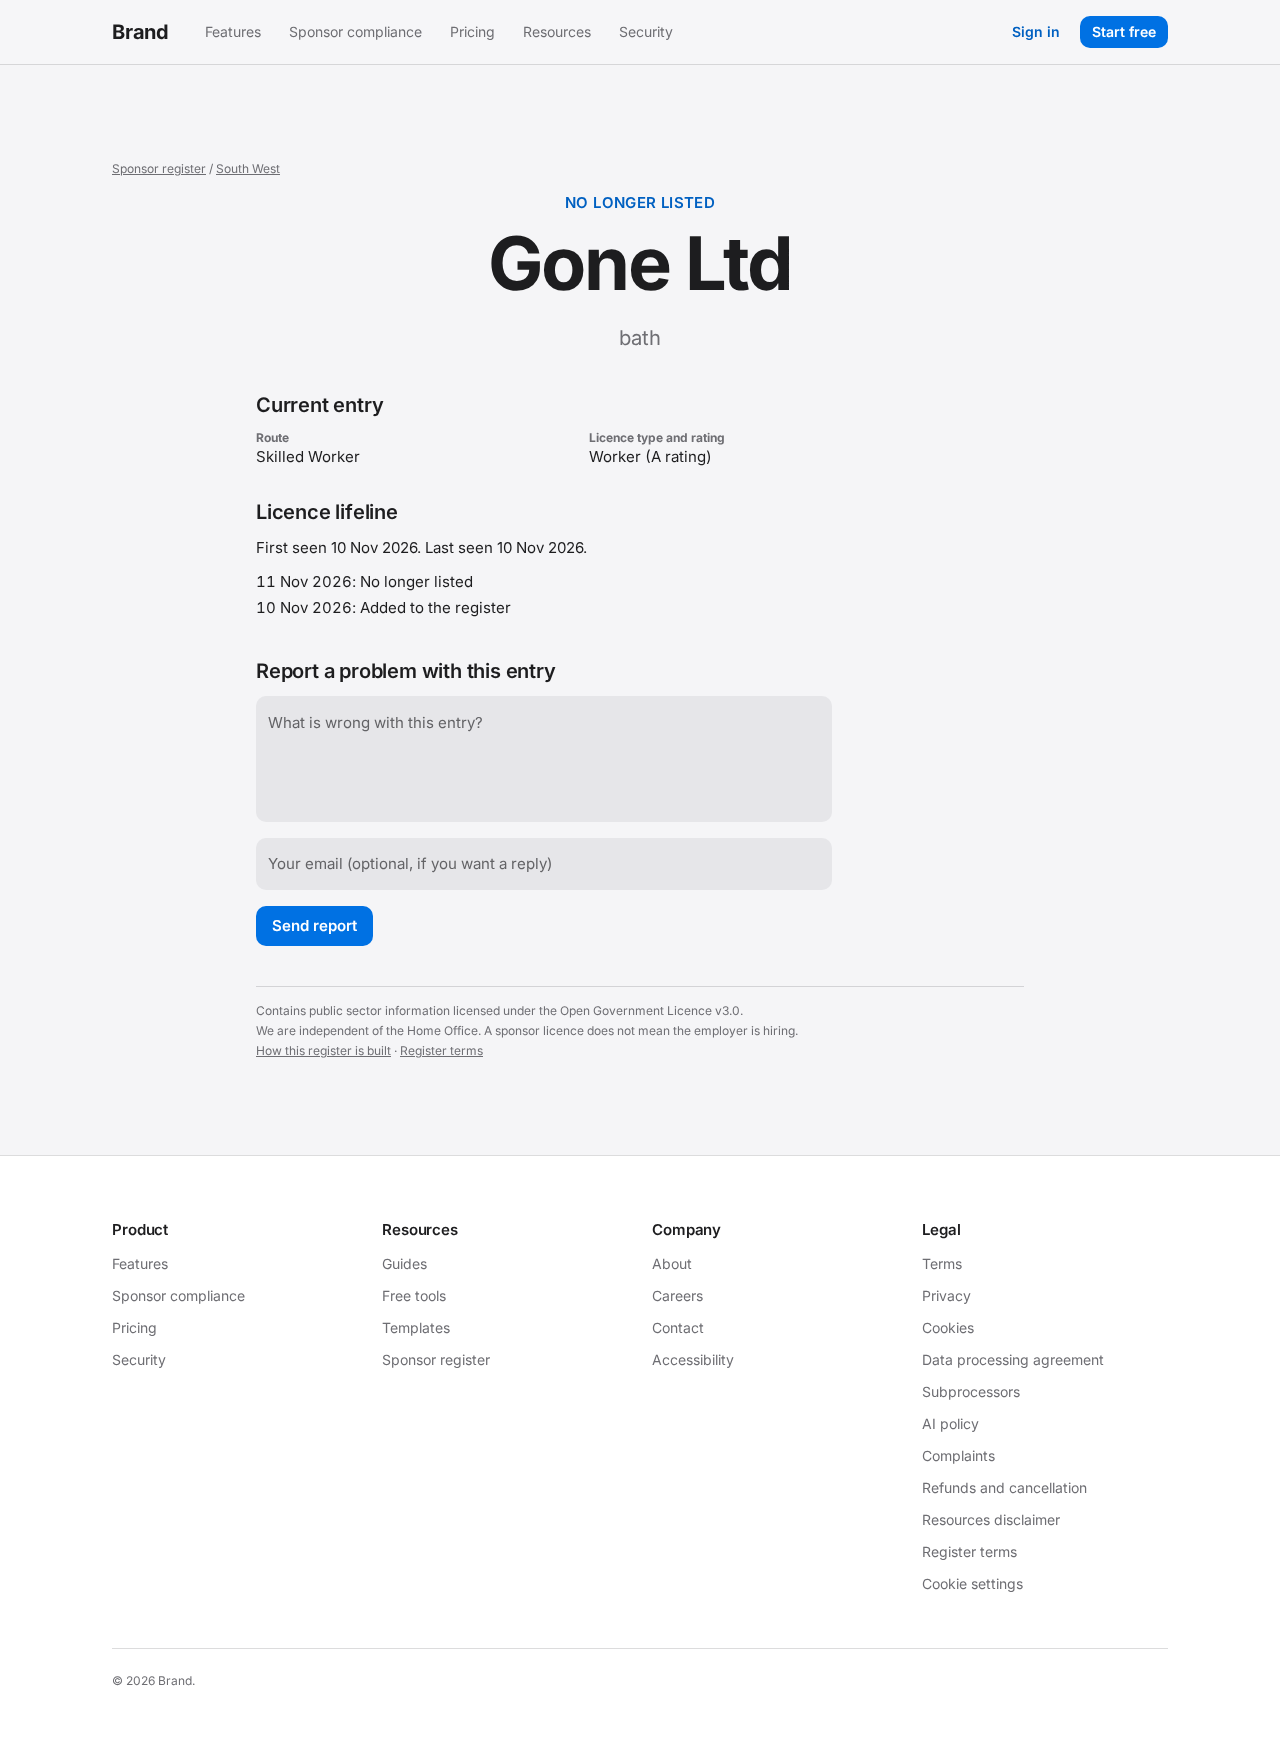 Brand Features Sponsor compliance Pricing Resources Security Sign in Start free
Sponsor register / South West
NO LONGER LISTED
Gone Ltd
bath
Current entry
Route Licence type and rating
Skilled Worker Worker (A rating)
Licence lifeline
First seen 10 Nov 2026. Last seen 10 Nov 2026.
11 Nov 2026: No longer listed
10 Nov 2026: Added to the register
Report a problem with this entry
What is wrong with this entry?
Your email (optional, if you want a reply)
Send report
Contains public sector information licensed under the Open Government Licence v3.0.
We are independent of the Home Office. A sponsor licence does not mean the employer is hiring.
How this register is built · Register terms
Product
Features
Sponsor compliance
Pricing
Security
Resources
Guides
Free tools
Templates
Sponsor register
Company
About
Careers
Contact
Accessibility
Legal
Terms
Privacy
Cookies
Data processing agreement
Subprocessors
AI policy
Complaints
Refunds and cancellation
Resources disclaimer
Register terms
Cookie settings
© 2026 Brand.